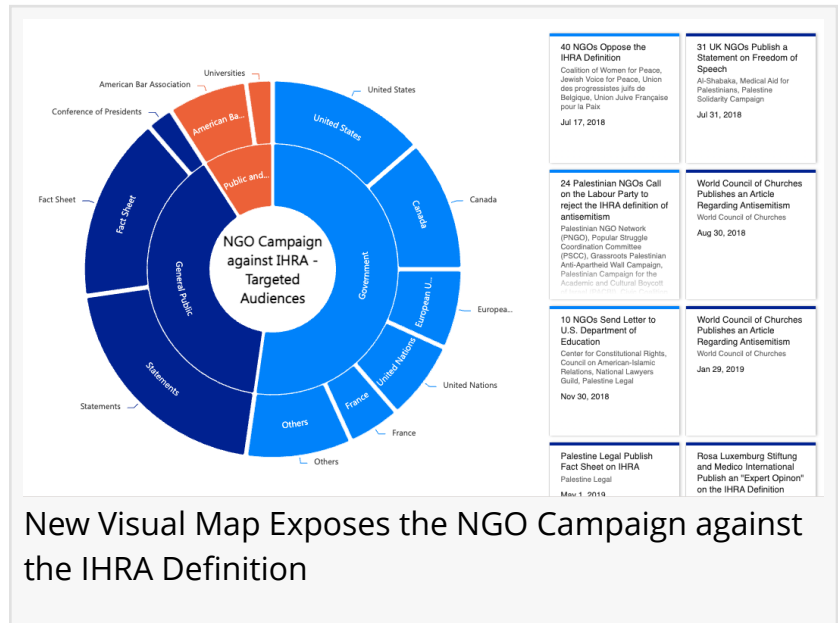 Universities
American Bar Association
United States
Conference of Presidents
American Ba...
United States
Fact Sheet
Fact Sheet
Public and...
Canada
Canada
NGO Campaign
against IHRA -
Targeted
Audiences
General Public
Government
European U...
Europea...
Statements
Statements
United Nations
United Nations
France
France
Others
Others
40 NGOs Oppose the
IHRA Definition
Coalition of Women for Peace,
Jewish Voice for Peace, Union
des progressistes juifs de
Belgique, Union Juive Française
pour la Paix
Jul 17, 2018
31 UK NGOs Publish a
Statement on Freedom of
Speech
Al-Shabaka, Medical Aid for
Palestinians, Palestine
Solidarity Campaign
Jul 31, 2018
24 Palestinian NGOs Call
on the Labour Party to
reject the IHRA definition of
antisemitism
Palestinian NGO Network
(PNGO), Popular Struggle
Coordination Committee
(PSCC), Grassroots Palestinian
Anti-Apartheid Wall Campaign,
Palestinian Campaign for the
Academic and Cultural Boycott
World Council of Churches
Publishes an Article
Regarding Antisemitism
World Council of Churches
Aug 30, 2018
10 NGOs Send Letter to
U.S. Department of
Education
Center for Constitutional Rights,
Council on American-Islamic
Relations, National Lawyers
Guild, Palestine Legal
Nov 30, 2018
World Council of Churches
Publishes an Article
Regarding Antisemitism
World Council of Churches
Jan 29, 2019
Palestine Legal Publish
Fact Sheet on IHRA
Palestine Legal
May 1, 2019
Rosa Luxemburg Stiftung
and Medico International
Publish an "Expert Opinon"
on the IHRA Definition
New Visual Map Exposes the NGO Campaign against
the IHRA Definition